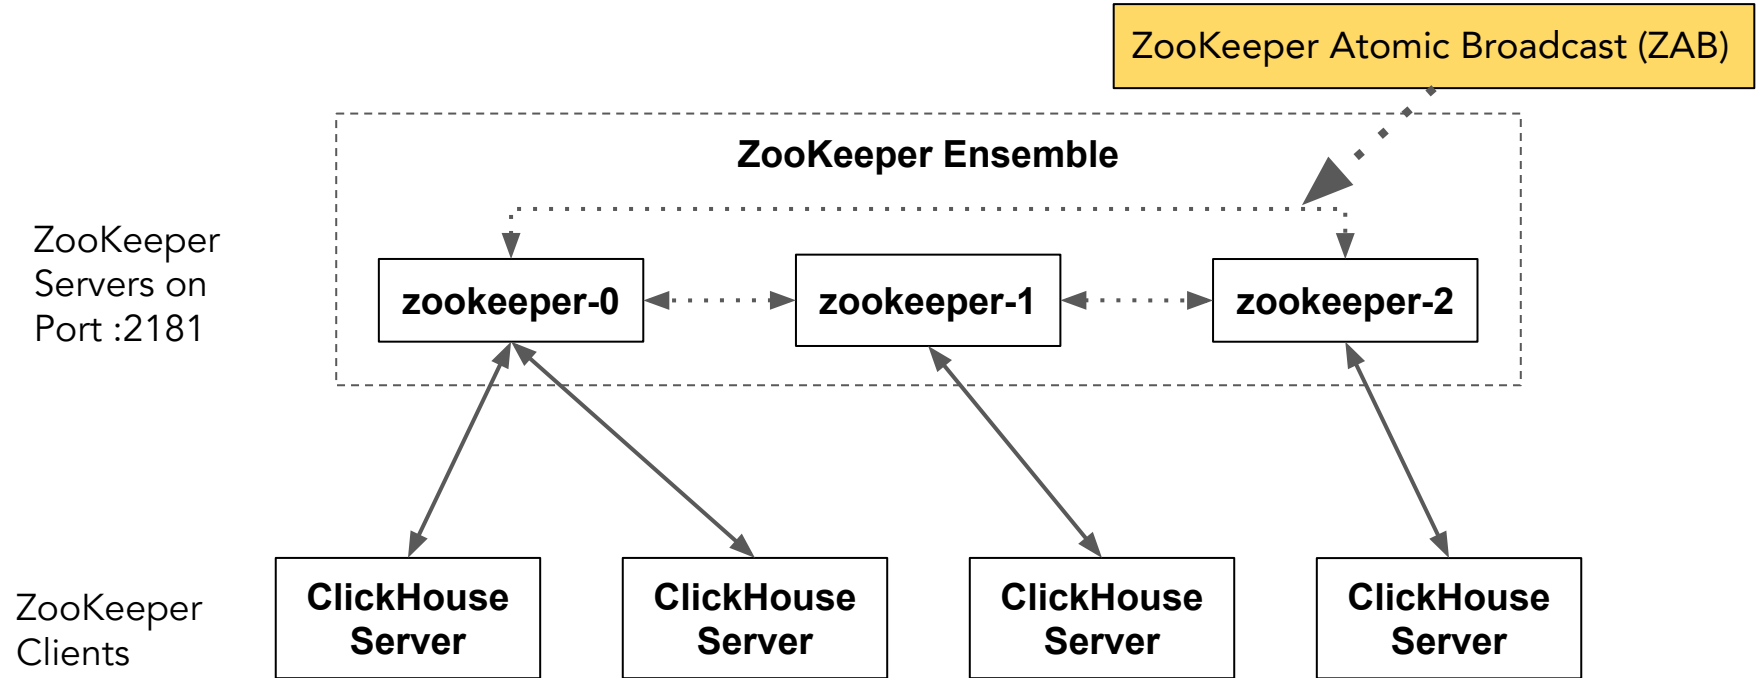 ZooKeeper Atomic Broadcast (ZAB)
ZooKeeper Ensemble
ZooKeeper
Servers on
Port :2181
zookeeper-0
zookeeper-1
zookeeper-2
ZooKeeper
Clients
ClickHouse
Server
ClickHouse
Server
ClickHouse
Server
ClickHouse
Server